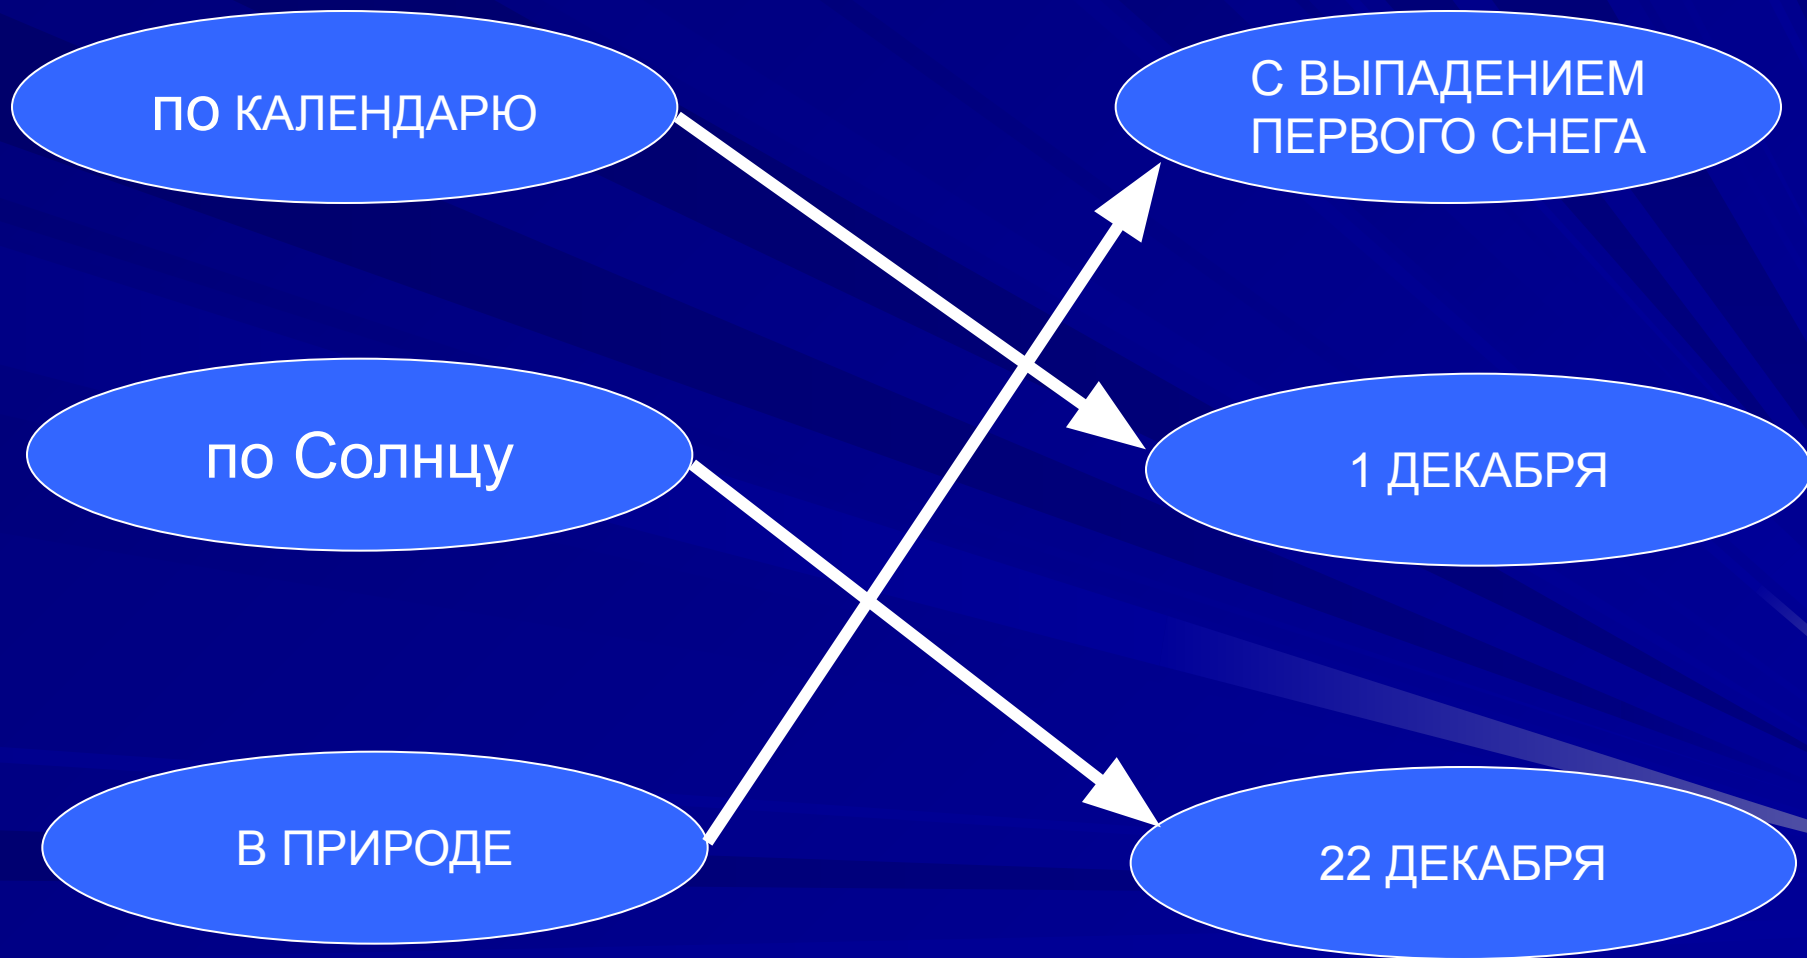 ПО КАЛЕНДАРЮ
С ВЫПАДЕНИЕМ
ПЕРВОГО СНЕГА
по Солнцу
1 ДЕКАБРЯ
В ПРИРОДЕ
22 ДЕКАБРЯ